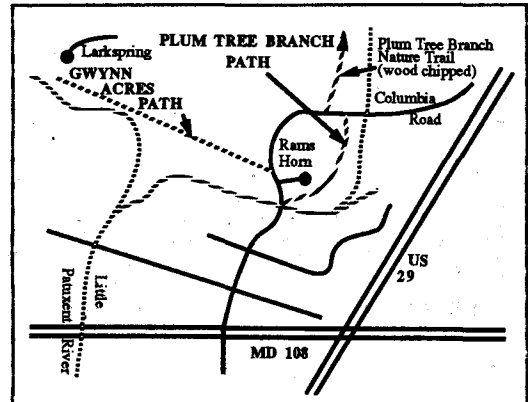 Larkspring
GWYNN
ACRES
PATH
PLUM TREE BRANCH
PATH
Plum Tree Branch
Nature Trail
(wood chipped)
Columbia
Road
Rams
Horn
US
29
Little
Patuxent River
MD 108